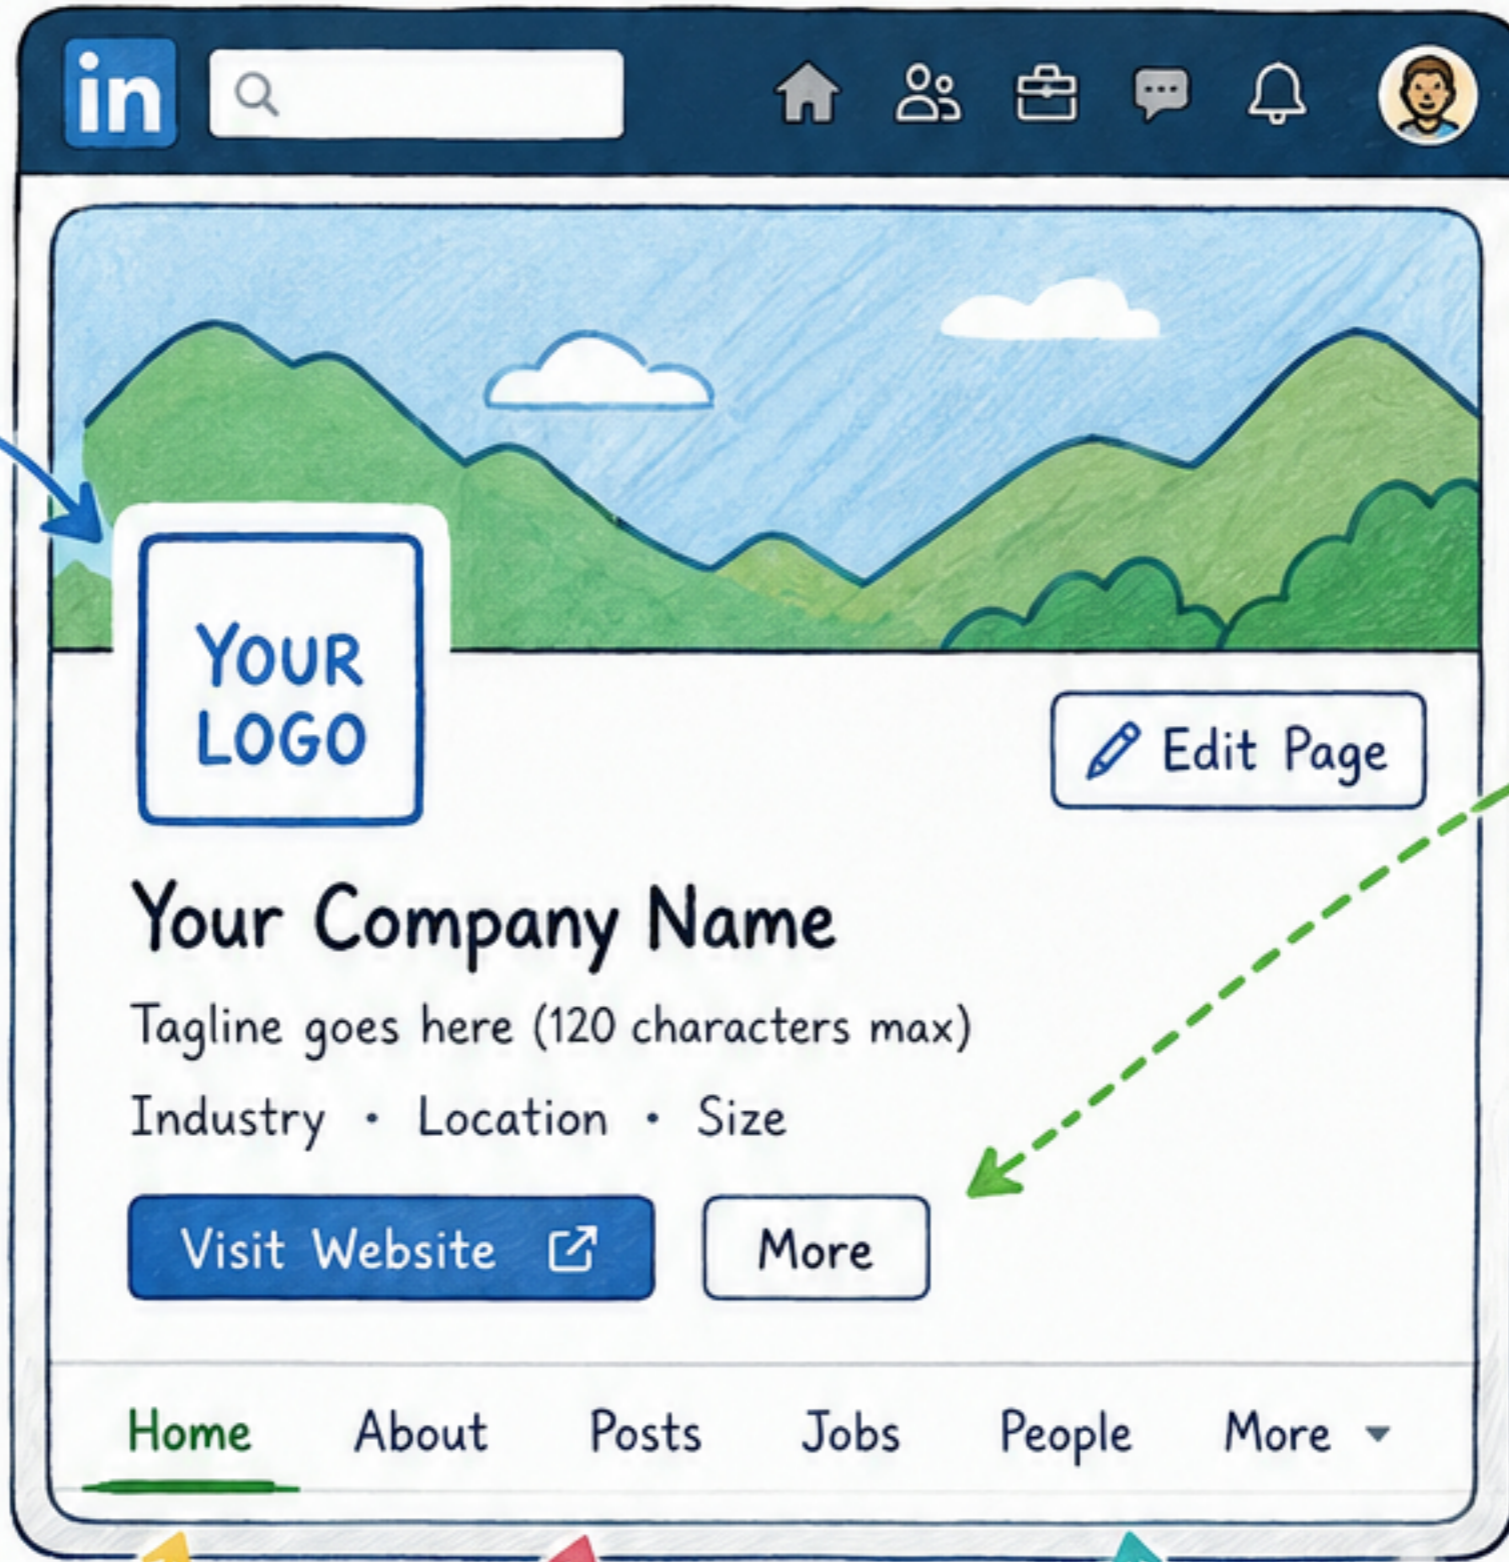 in
YOUR
LOGO
Edit Page
Your Company Name
Tagline goes here (120 characters max)
Industry • Location • Size
Visit Website
More
Home About Posts Jobs People More